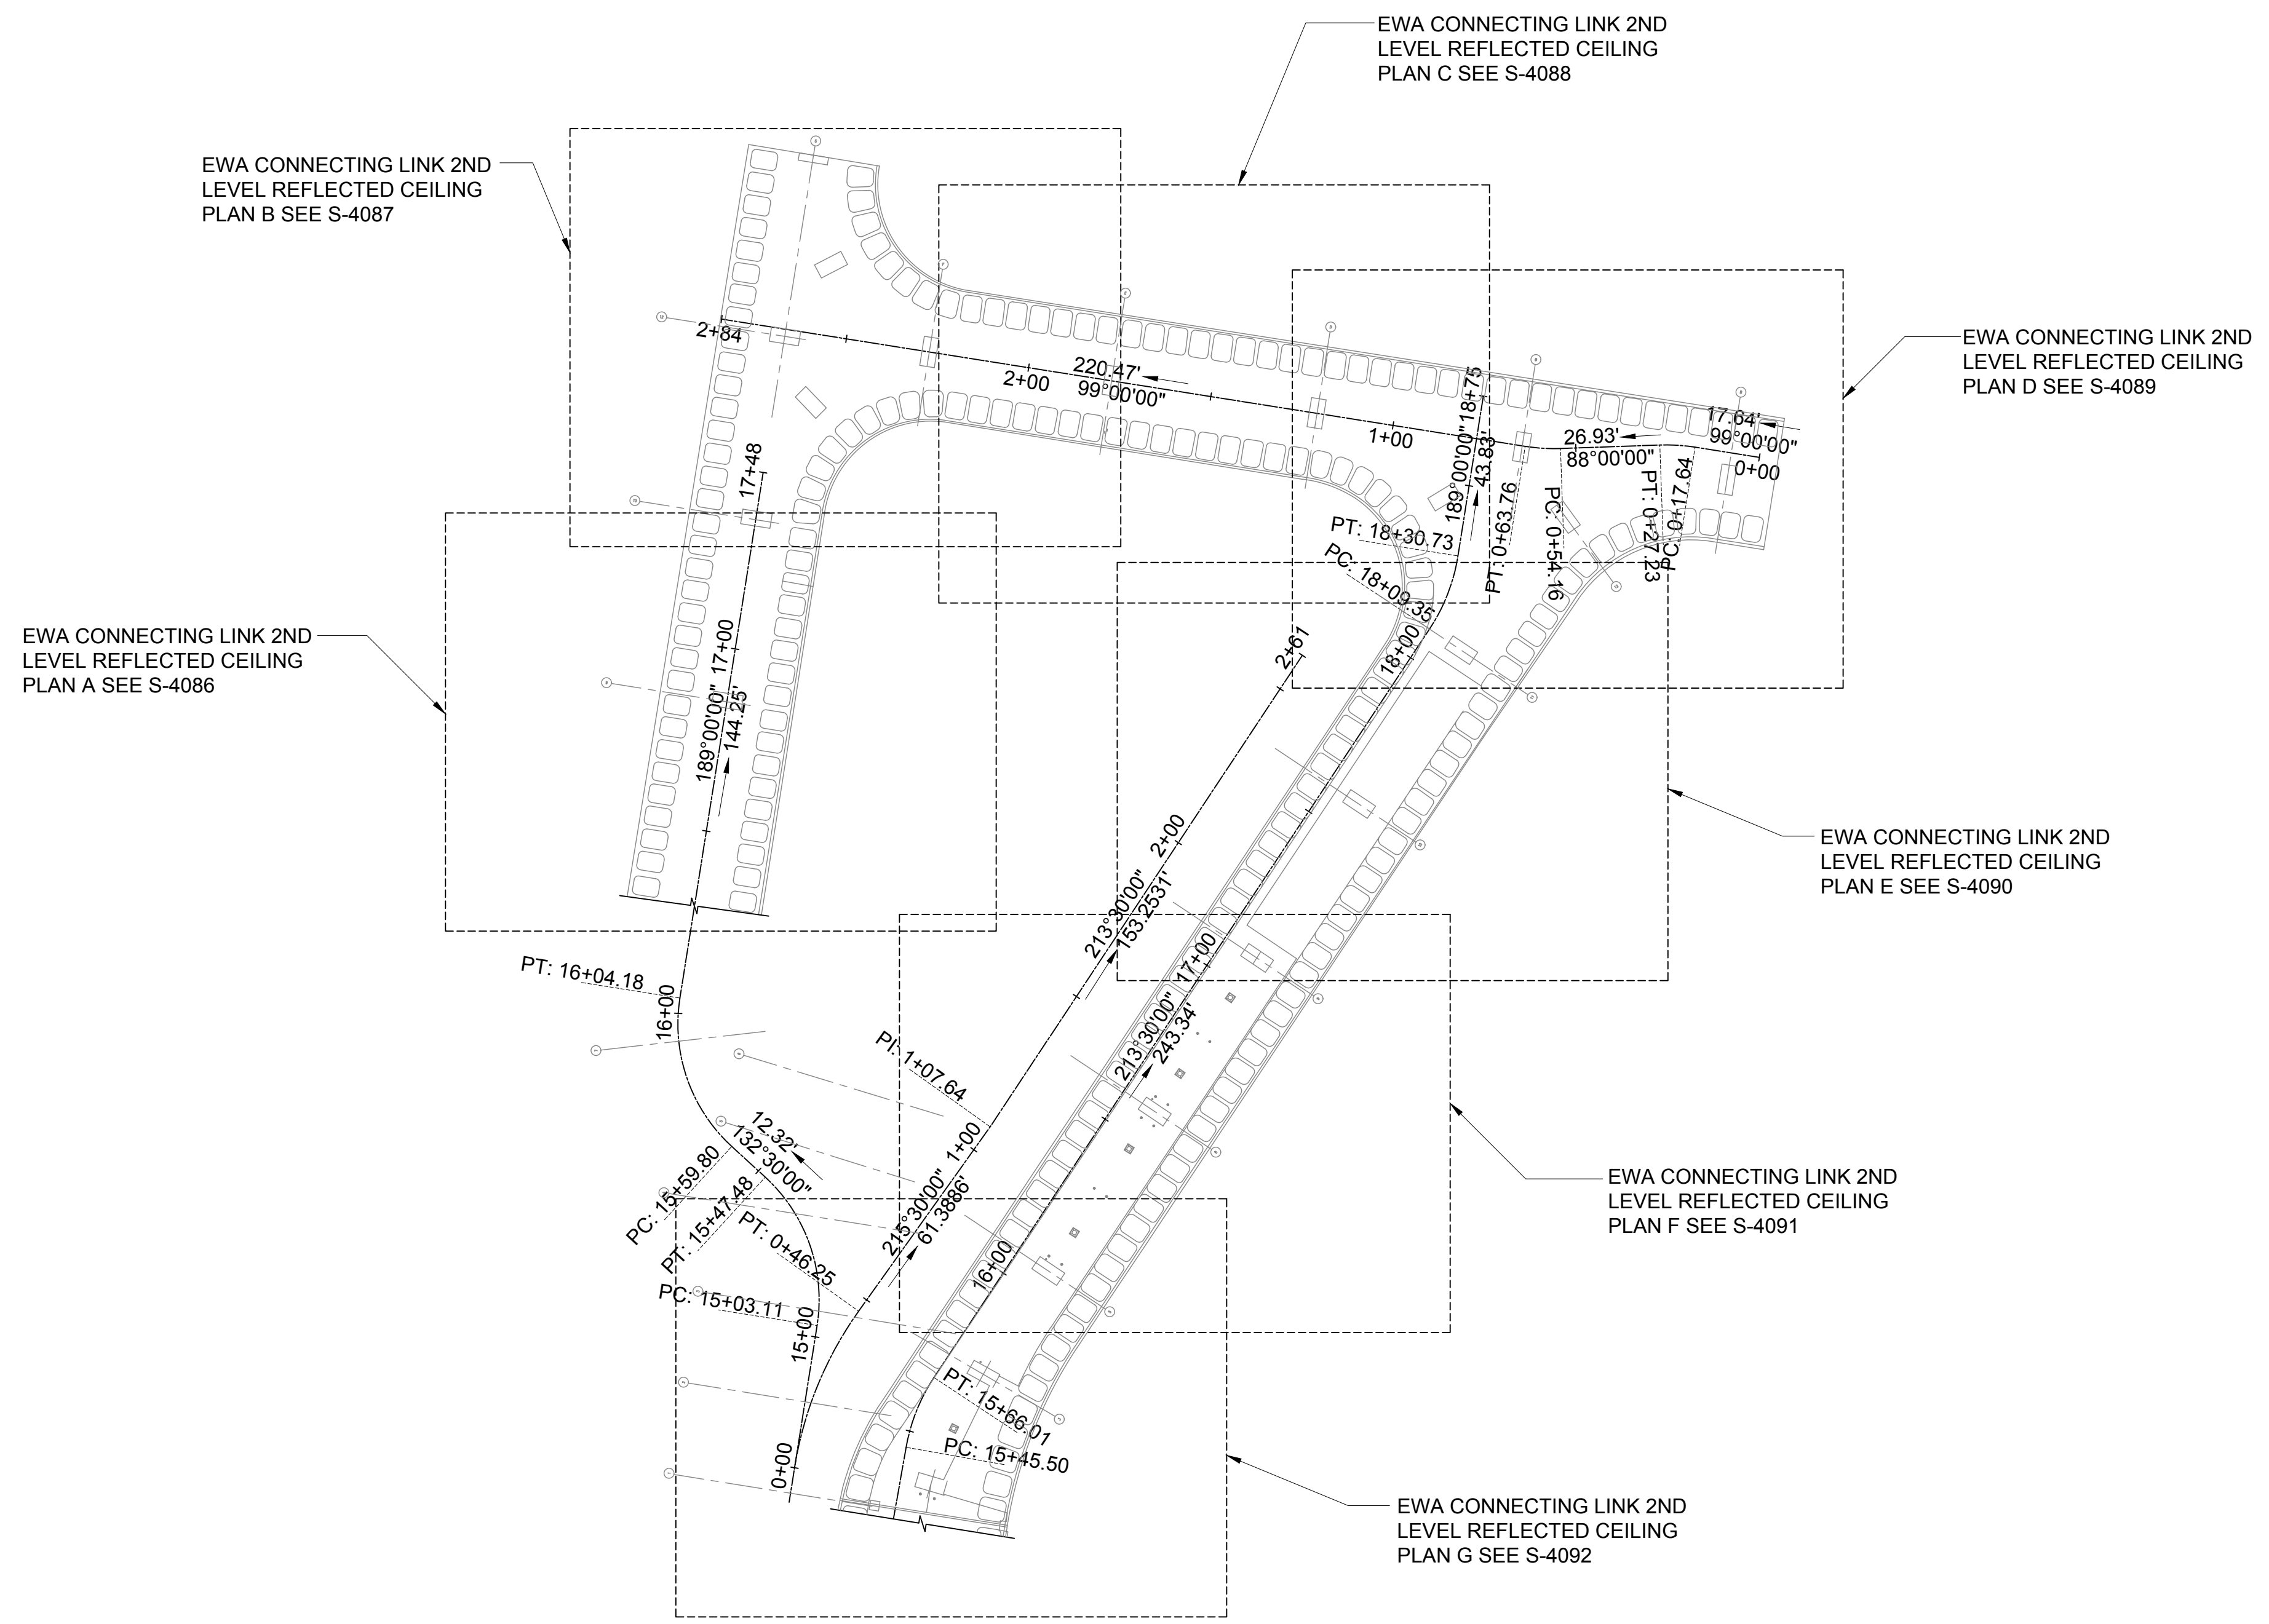 EWA CONNECTING LINK 2ND
LEVEL REFLECTED CEILING
PLAN C SEE S-4088
EWA CONNECTING LINK 2ND
LEVEL REFLECTED CEILING
PLAN B SEE S-4087
EWA CONNECTING LINK 2ND
LEVEL REFLECTED CEILING
PLAN D SEE S-4089
2+84
2+00
220.47'
99°00'00"
1+00
18+75
189°00'00"
43.83'
26.93'
88°00'00"
17.64'
99°00'00"
0+00
17+48
PT: 18+30.73
PC: 18+09.35
PT: 0+63.76
PC: 0+54.16
PT: 0+27.23
PC: 0+17.64
EWA CONNECTING LINK 2ND
LEVEL REFLECTED CEILING
PLAN A SEE S-4086
17+00
189°00'00"
144.25'
2+61
18+00
EWA CONNECTING LINK 2ND
LEVEL REFLECTED CEILING
PLAN E SEE S-4090
2+00
213°30'00"
153.2531'
17+00
213°30'00"
243.34'
PT: 16+04.18
16+00
PI: 1+07.64
1+00
12.32'
132°30'00"
PC: 15+59.80
PT: 15+47.48
PT: 0+46.25
215°30'00"
61.3886'
EWA CONNECTING LINK 2ND
LEVEL REFLECTED CEILING
PLAN F SEE S-4091
16+00
PC: 15+03.11
15+00
PT: 15+66.01
PC: 15+45.50
0+00
EWA CONNECTING LINK 2ND
LEVEL REFLECTED CEILING
PLAN G SEE S-4092